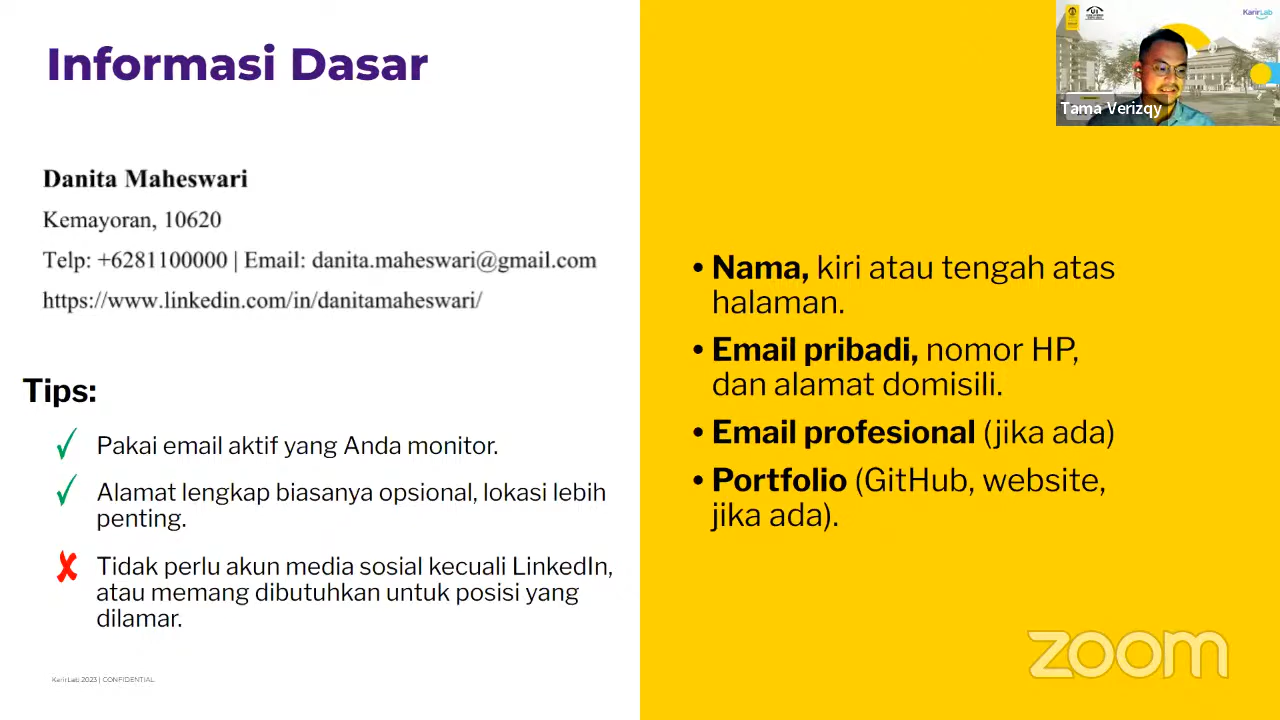 Informasi Dasar
Danita Maheswari
Kemayoran, 10620
Telp: +6281100000 | Email: danita.maheswari@gmail.com
https://www.linkedin.com/in/danitamaheswari/
Tips:
✓ Pakai email aktif yang Anda monitor.
✓ Alamat lengkap biasanya opsional, lokasi lebih
penting.
✘ Tidak perlu akun media sosial kecuali LinkedIn,
atau memang dibutuhkan untuk posisi yang
dilamar.
KarirLab 2023 | CONFIDENTIAL
• Nama, kiri atau tengah atas
halaman.
• Email pribadi, nomor HP,
dan alamat domisili.
• Email profesional (jika ada)
• Portfolio (GitHub, website,
jika ada).
KarirLab
Tama Verizqy
zoom